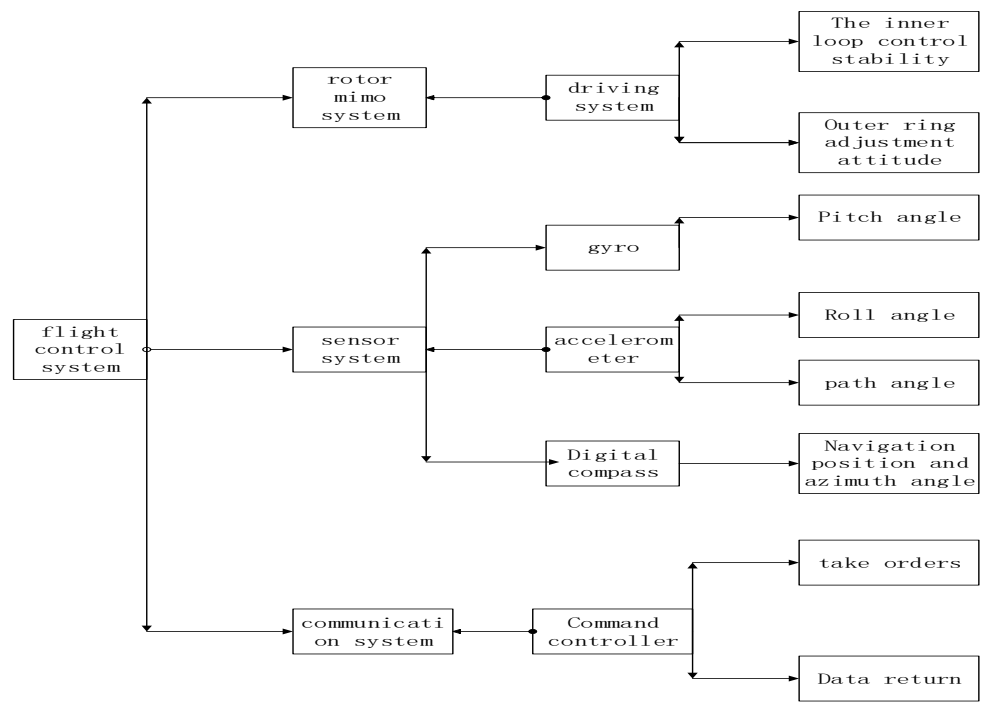 The inner
loop control
stability
rotor
mimo
system
driving
system
Outer ring
adjustment
attitude
Pitch angle
gyro
Roll angle
flight
control
system
sensor
system
accelerom
eter
path angle
Digital
compass
Navigation
position and
azimuth angle
take orders
communicati
on system
Command
controller
Data return